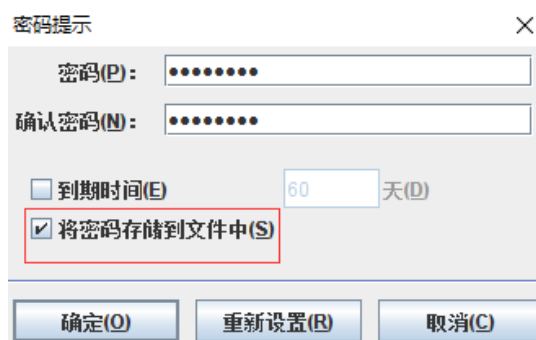 密码提示
密码(P)： ••••••••
确认密码(N)： ••••••••
到期时间(E) 60 天(D)
将密码存储到文件中(S)
确定(O) 重新设置(R) 取消(C)